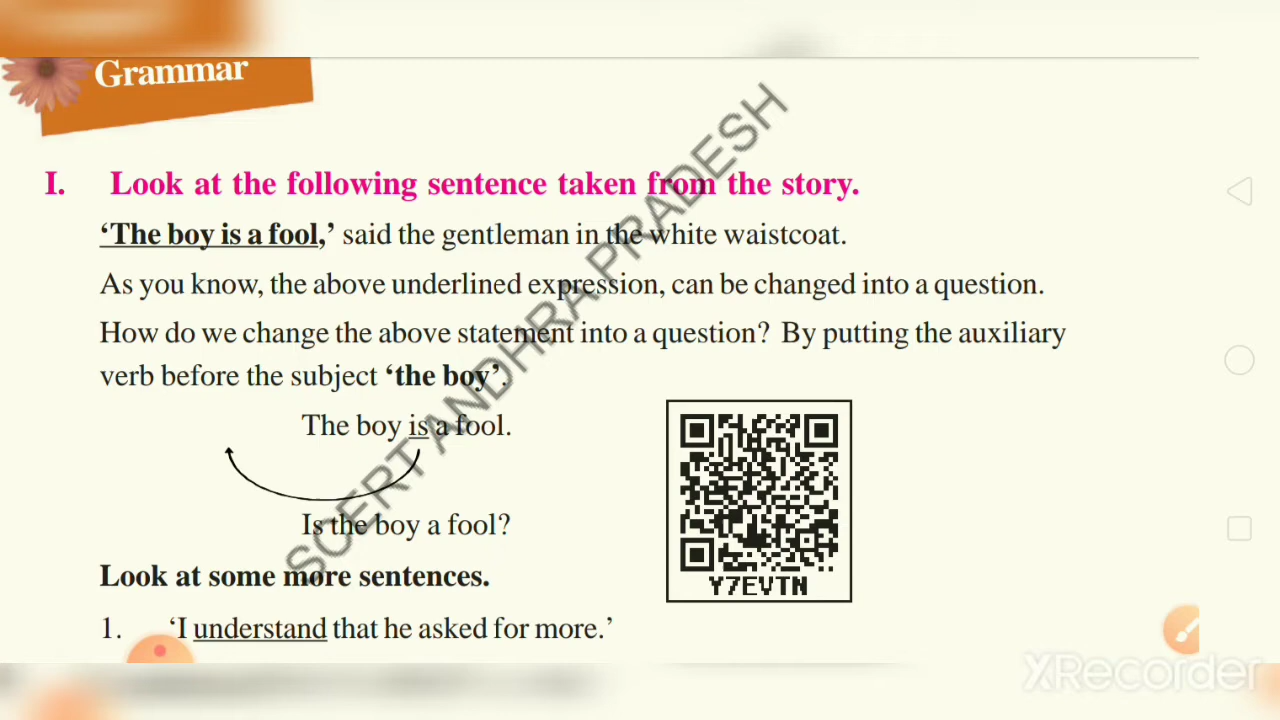 Grammar
I. Look at the following sentence taken from the story.
‘The boy is a fool,’ said the gentleman in the white waistcoat.
As you know, the above underlined expression, can be changed into a question.
How do we change the above statement into a question? By putting the auxiliary
verb before the subject ‘the boy’.
The boy is a fool.
Is the boy a fool?
Y7EVTN
Look at some more sentences.
1. ‘I understand that he asked for more.’
SCERT ANDHRA PRADESH
XRecorder